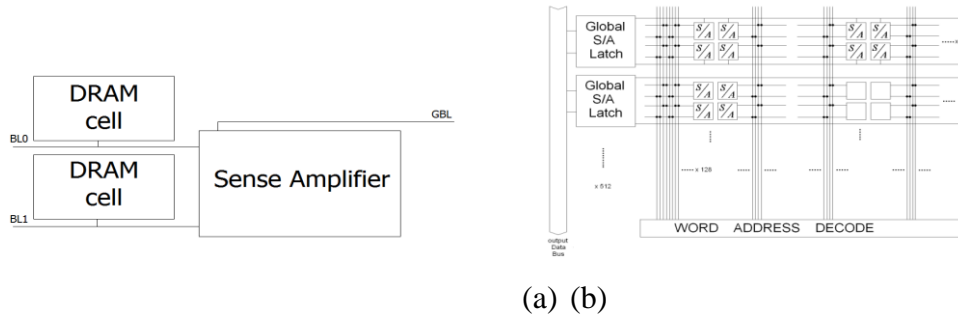 DRAM
cell
BL0
DRAM
cell
BL1
Sense Amplifier
GBL
Global
S/A
Latch
S/A S/A S/A S/A
S/A S/A S/A S/A
Global
S/A
Latch
S/A S/A
S/A S/A
x 512
x 128
output
Data
Bus
WORD ADDRESS DECODE
(a) (b)